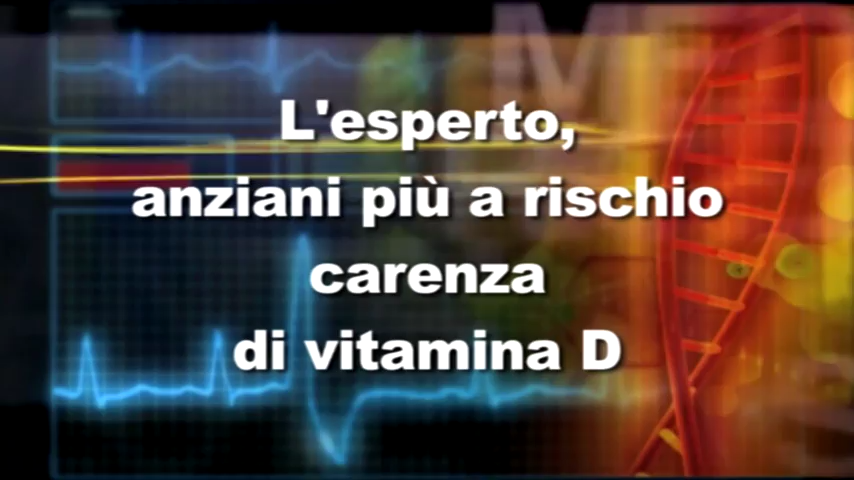 L'esperto,
anziani più a rischio
carenza
di vitamina D